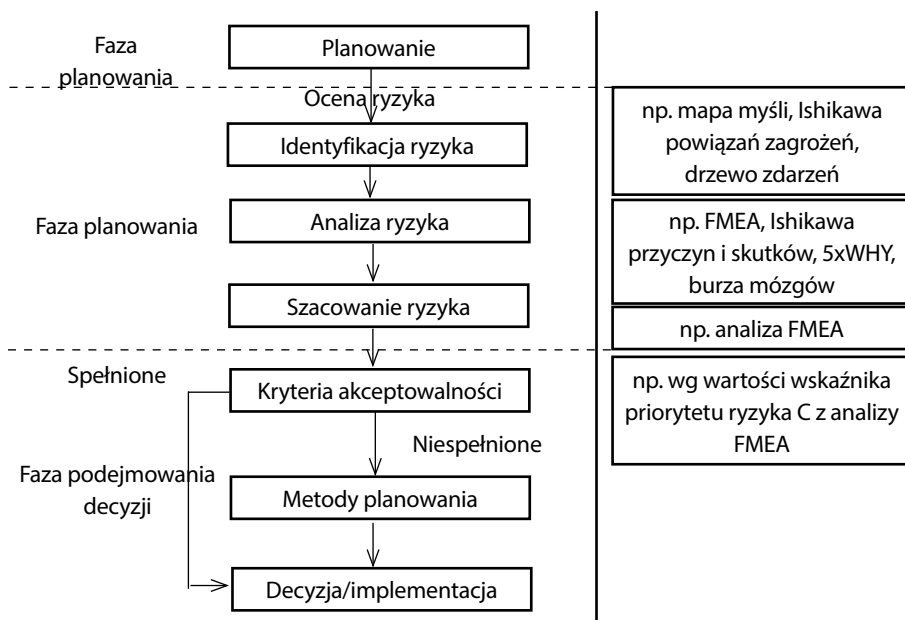 Faza
planowania
Planowanie
Ocena ryzyka
Identyfikacja ryzyka
np. mapa myśli, Ishikawa
powiązań zagrożeń,
drzewo zdarzeń
Faza planowania
Analiza ryzyka
np. FMEA, Ishikawa
przyczyn i skutków, 5xWHY,
burza mózgów
Szacowanie ryzyka
np. analiza FMEA
Spełnione
Kryteria akceptowalności
np. wg wartości wskaźnika
priorytetu ryzyka C z analizy
FMEA
Niespełnione
Faza podejmowania
decyzji
Metody planowania
Decyzja/implementacja